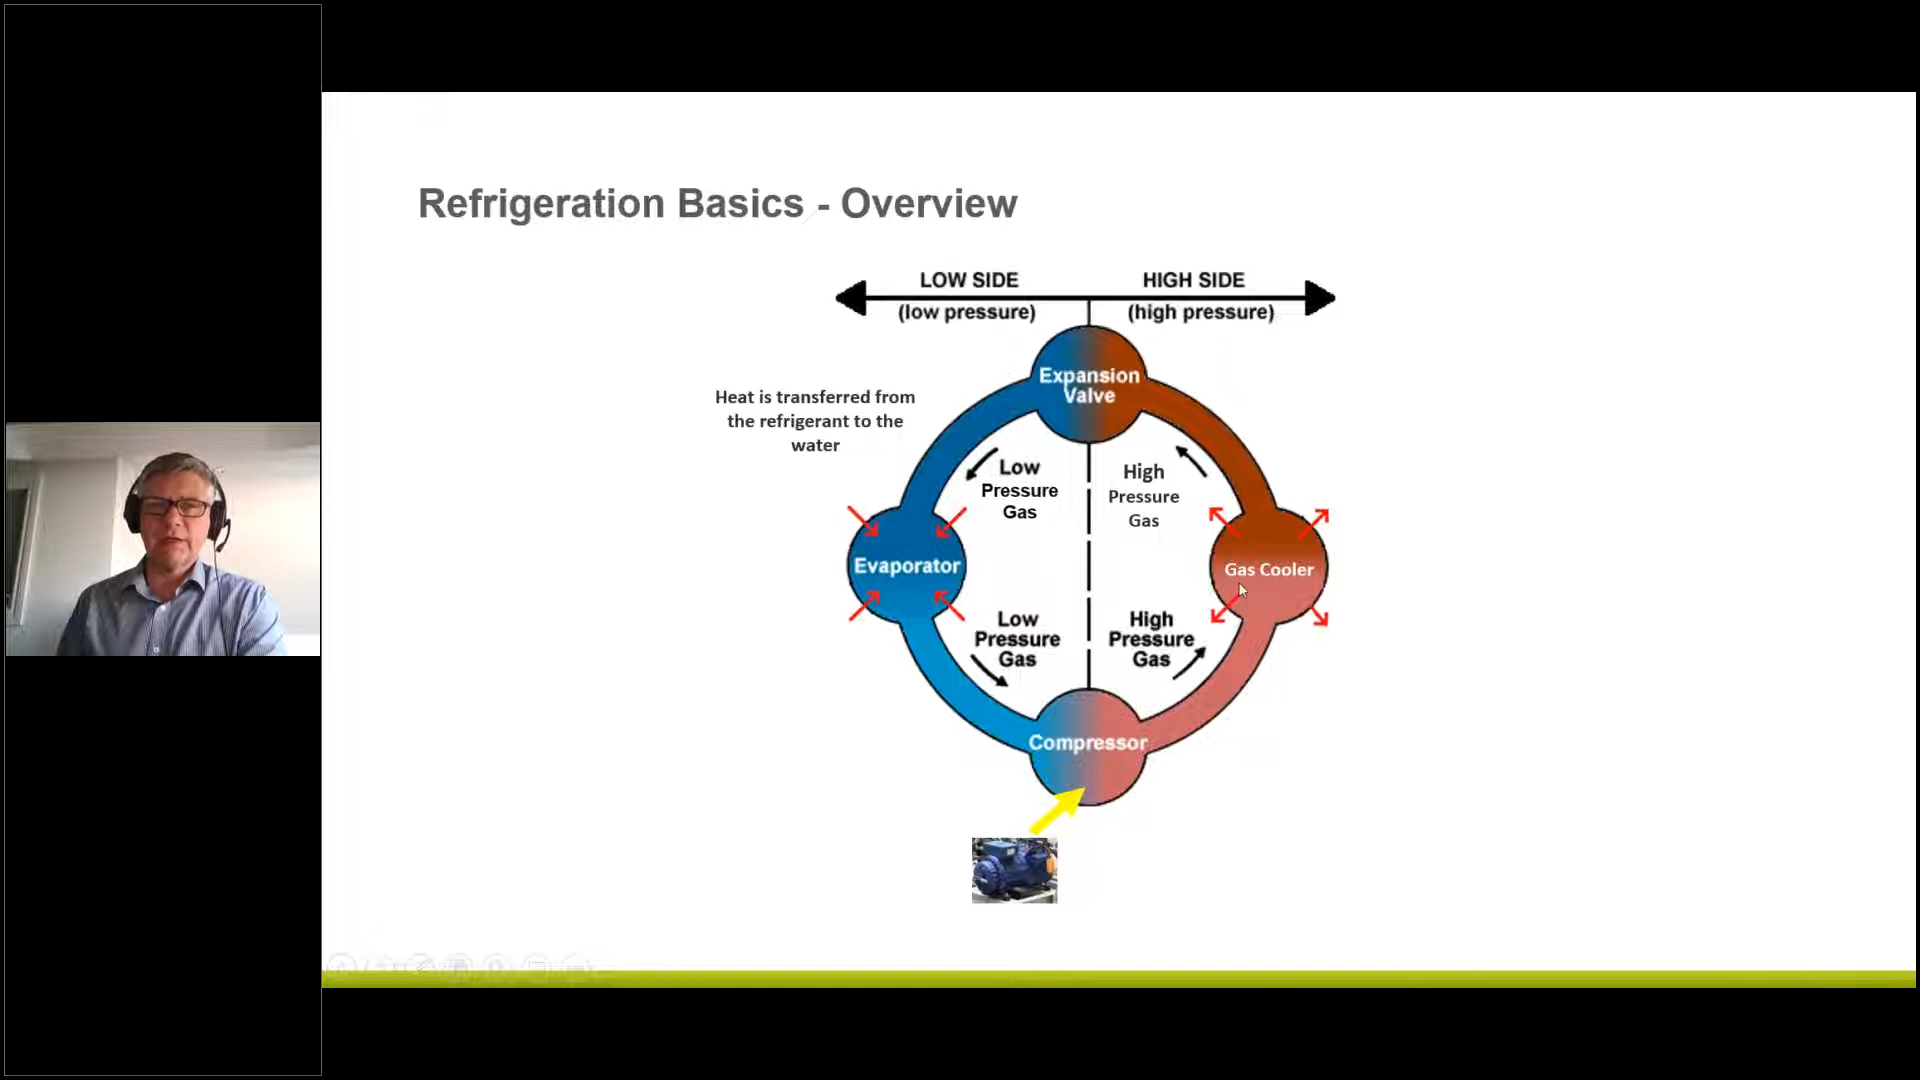 Refrigeration Basics - Overview
LOW SIDE
HIGH SIDE
(low pressure)
(high pressure)
Expansion
Valve
Heat is transferred from
the refrigerant to the
water
Low
Pressure
Gas
High
Pressure
Gas
Evaporator
Gas Cooler
Low
Pressure
Gas
High
Pressure
Gas
Compressor